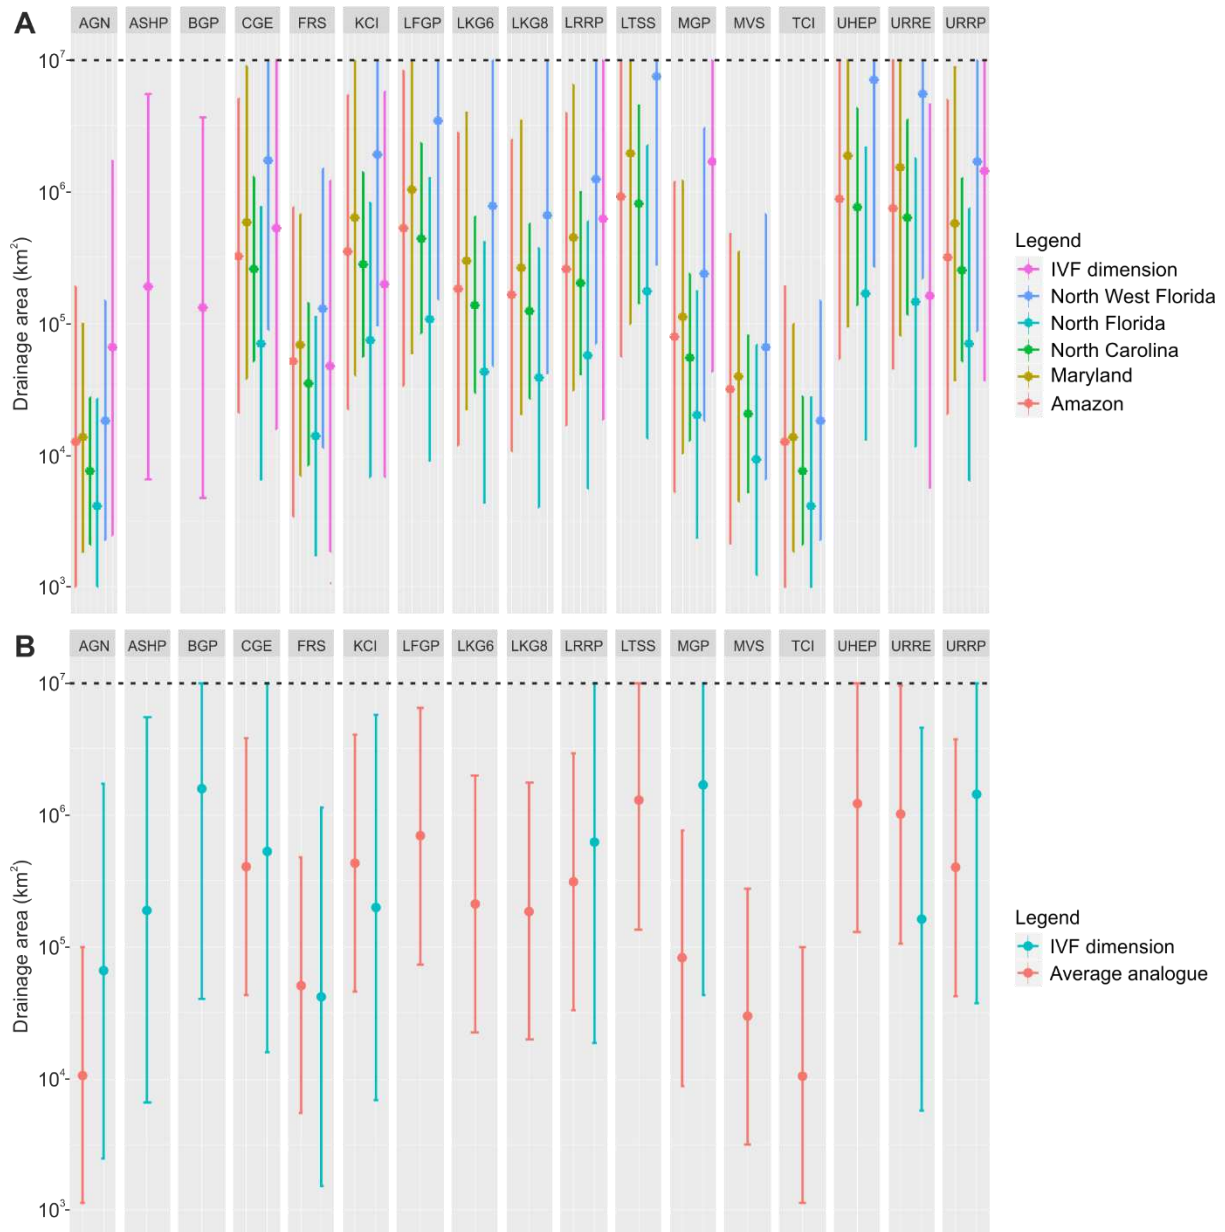 A
AGN ASHP BGP CGE FRS KCI LFGP LKG6 LKG8 LRRP LTSS MGP MVS TCI UHEP URRE URRP
10⁷
10⁶
10⁵
10⁴
10³
Drainage area (km²)
Legend
IVF dimension
North West Florida
North Florida
North Carolina
Maryland
Amazon
B
AGN ASHP BGP CGE FRS KCI LFGP LKG6 LKG8 LRRP LTSS MGP MVS TCI UHEP URRE URRP
10⁷
10⁶
10⁵
10⁴
10³
Drainage area (km²)
Legend
IVF dimension
Average analogue